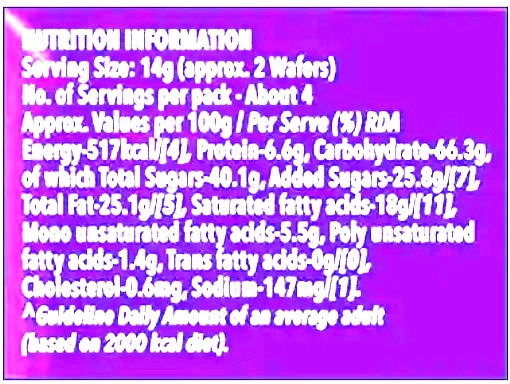 NUTRITION INFORMATION
Serving Size: 14g (approx. 2 Wafers)
No. of Servings per pack - About 4
Approx. Values per 100g / Per Serve (%) RDA
Energy-517kcal/[4], Protein-6.6g, Carbohydrate-66.3g,
of which Total Sugars-40.1g, Added Sugars-25.8g/[7],
Total Fat-25.1g/[5], Saturated fatty acids-18g/[11],
Mono unsaturated fatty acids-5.5g, Poly unsaturated
fatty acids-1.4g, Trans fatty acids-0g/[0],
Cholesterol-0.6mg, Sodium-147mg/[1].
^Guideline Daily Amount of an average adult
(based on 2000 kcal diet).